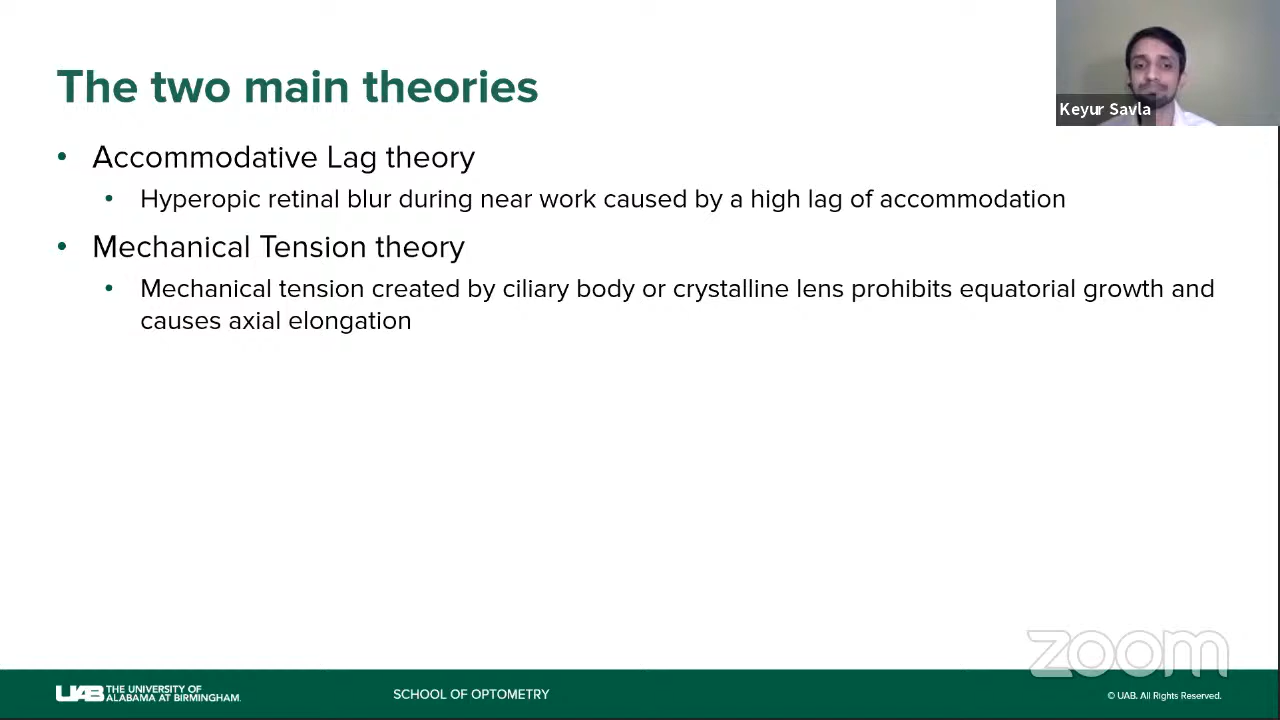 The two main theories
Keyur Savla
• Accommodative Lag theory
• Hyperopic retinal blur during near work caused by a high lag of accommodation
• Mechanical Tension theory
• Mechanical tension created by ciliary body or crystalline lens prohibits equatorial growth and
causes axial elongation
zoom
UAB THE UNIVERSITY OF
ALABAMA AT BIRMINGHAM.
SCHOOL OF OPTOMETRY
© UAB. All Rights Reserved.